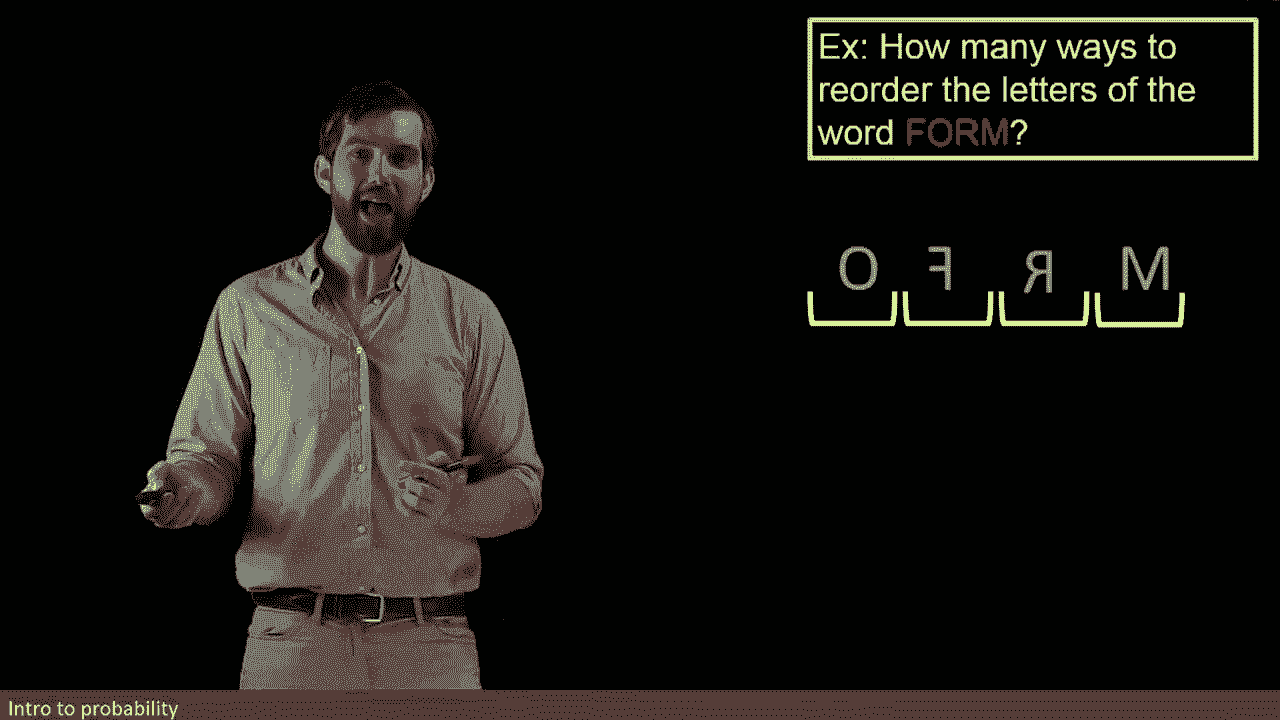 Ex: How many ways to
reorder the letters of the
word FORM?
O F R M
Intro to probability